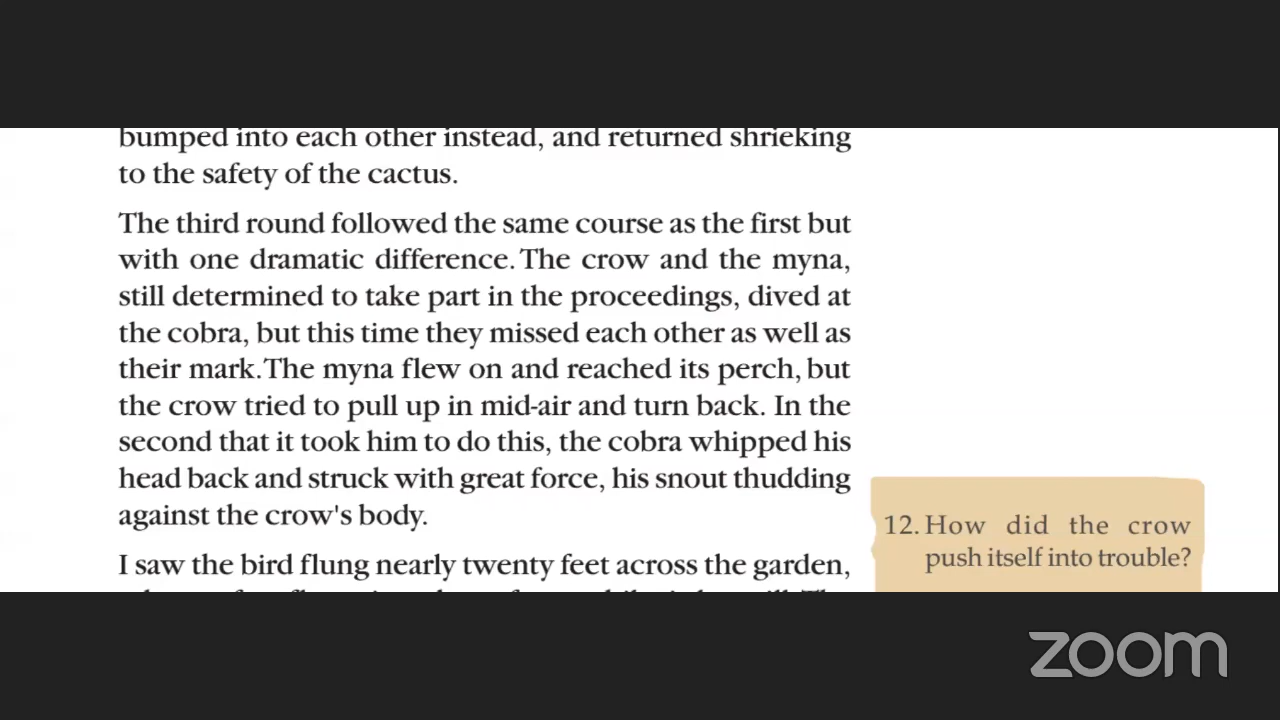 bumped into each other instead, and returned shrieking
to the safety of the cactus.
The third round followed the same course as the first but
with one dramatic difference. The crow and the myna,
still determined to take part in the proceedings, dived at
the cobra, but this time they missed each other as well as
their mark. The myna flew on and reached its perch, but
the crow tried to pull up in mid-air and turn back. In the
second that it took him to do this, the cobra whipped his
head back and struck with great force, his snout thudding
against the crow's body.
I saw the bird flung nearly twenty feet across the garden,
12. How did the crow
push itself into trouble?
zoom